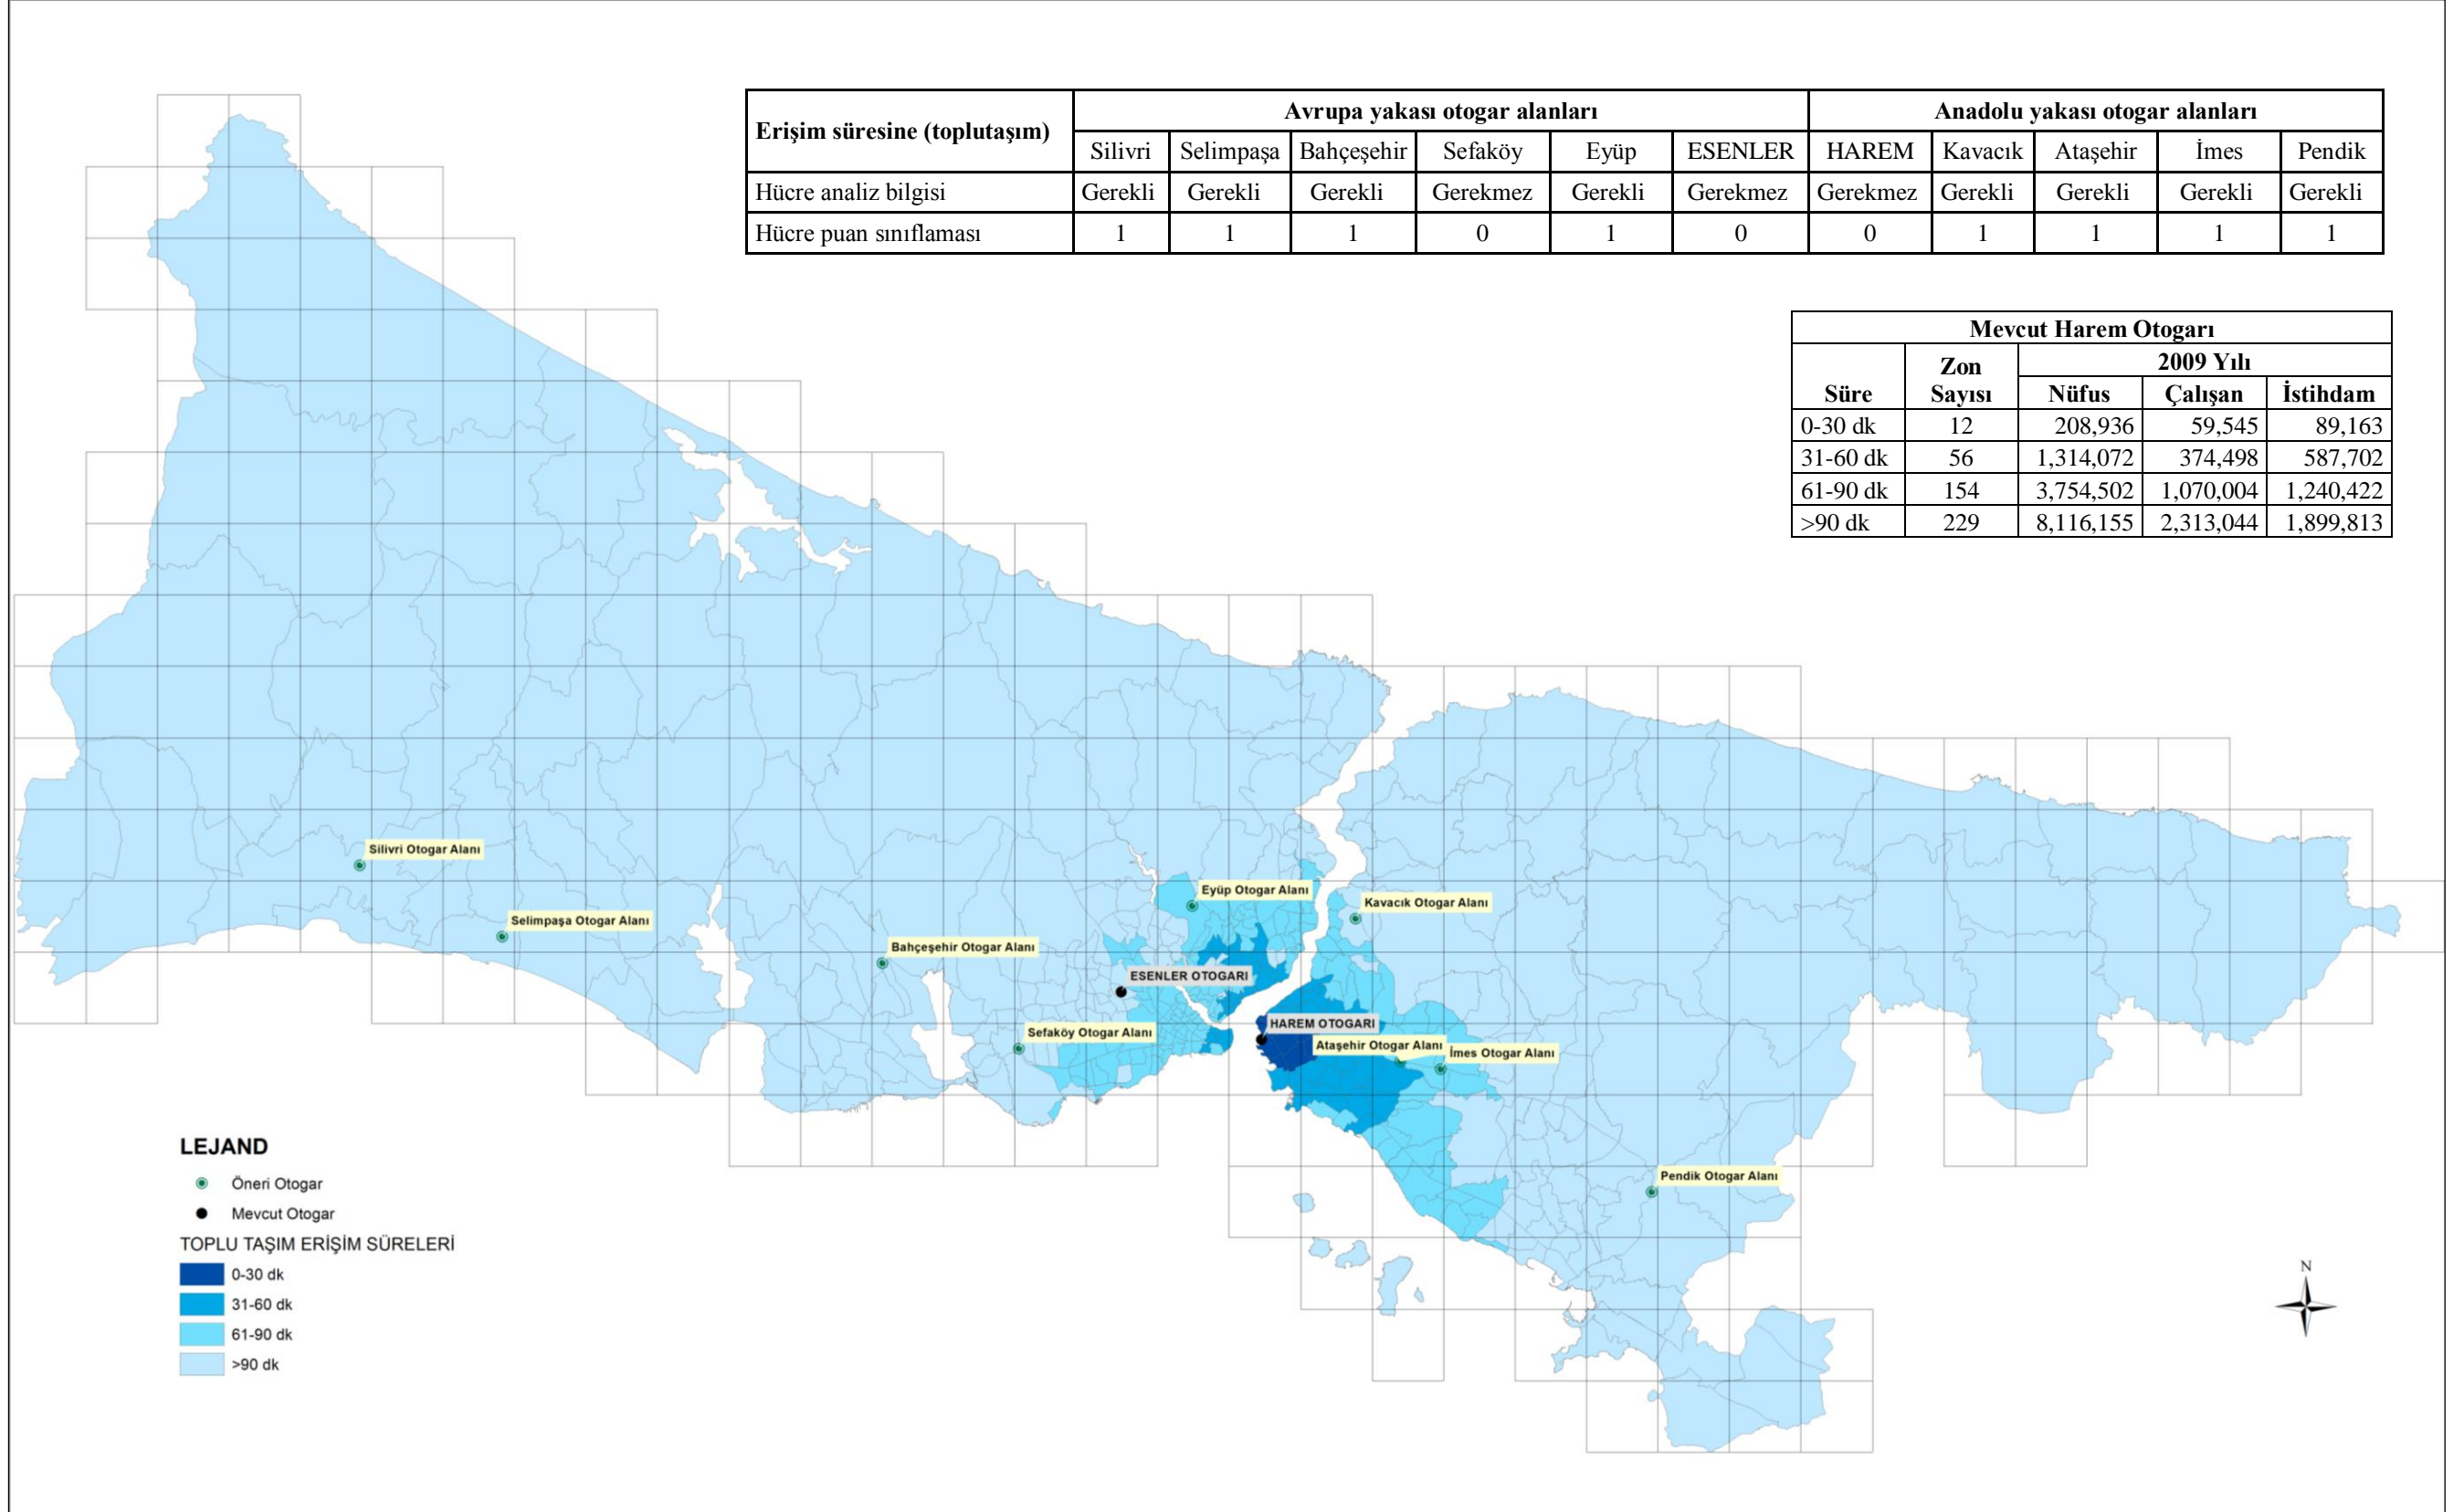 Erişim süresine (toplutaşım) Avrupa yakası otogar alanları Anadolu yakası otogar alanları
Silivri Selimpaşa Bahçeşehir Sefaköy Eyüp ESENLER HAREM Kavacık Ataşehir İmes Pendik
Hücre analiz bilgisi Gerekli Gerekli Gerekli Gerekmez Gerekli Gerekmez Gerekmez Gerekli Gerekli Gerekli Gerekli
Hücre puan sınıflaması 1 1 1 0 1 0 0 1 1 1 1
Mevcut Harem Otogarı
Süre Zon Sayısı 2009 Yılı
Nüfus Çalışan İstihdam
0-30 dk 12 208,936 59,545 89,163
31-60 dk 56 1,314,072 374,498 587,702
61-90 dk 154 3,754,502 1,070,004 1,240,422
>90 dk 229 8,116,155 2,313,044 1,899,813
Silivri Otogar Alanı
Selimpaşa Otogar Alanı
Bahçeşehir Otogar Alanı
Eyüp Otogar Alanı
Kavacık Otogar Alanı
ESENLER OTOGARI
Sefaköy Otogar Alanı
HAREM OTOGARI
Ataşehir Otogar Alanı
İmes Otogar Alanı
Pendik Otogar Alanı
LEJAND
Öneri Otogar
Mevcut Otogar
TOPLU TAŞIM ERİŞİM SÜRELERİ
0-30 dk
31-60 dk
61-90 dk
>90 dk
N